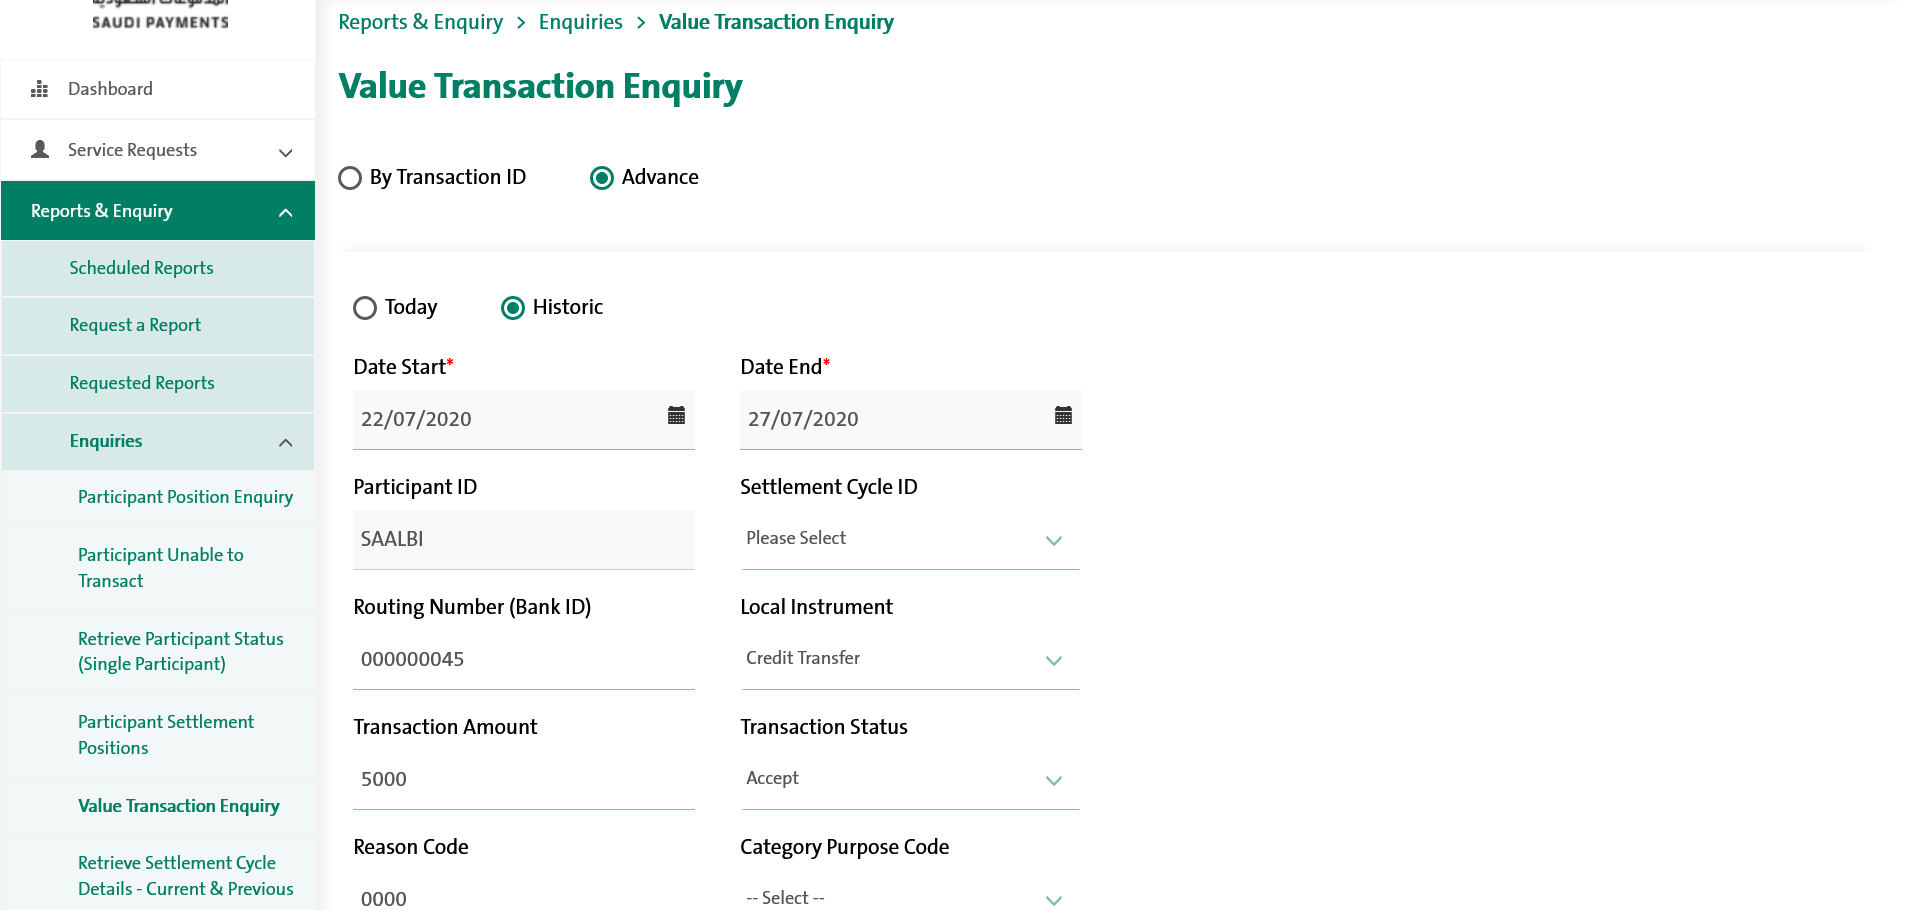 SAUDI PAYMENTS
Dashboard
Service Requests
Reports & Enquiry
Scheduled Reports
Request a Report
Requested Reports
Enquiries
Participant Position Enquiry
Participant Unable to
Transact
Retrieve Participant Status
(Single Participant)
Participant Settlement
Positions
Value Transaction Enquiry
Retrieve Settlement Cycle
Details - Current & Previous
Reports & Enquiry > Enquiries > Value Transaction Enquiry
Value Transaction Enquiry
By Transaction ID Advance
Today Historic
Date Start* Date End*
22/07/2020 27/07/2020
Participant ID Settlement Cycle ID
SAALBI Please Select
Routing Number (Bank ID) Local Instrument
000000045 Credit Transfer
Transaction Amount Transaction Status
5000 Accept
Reason Code Category Purpose Code
0000 -- Select --